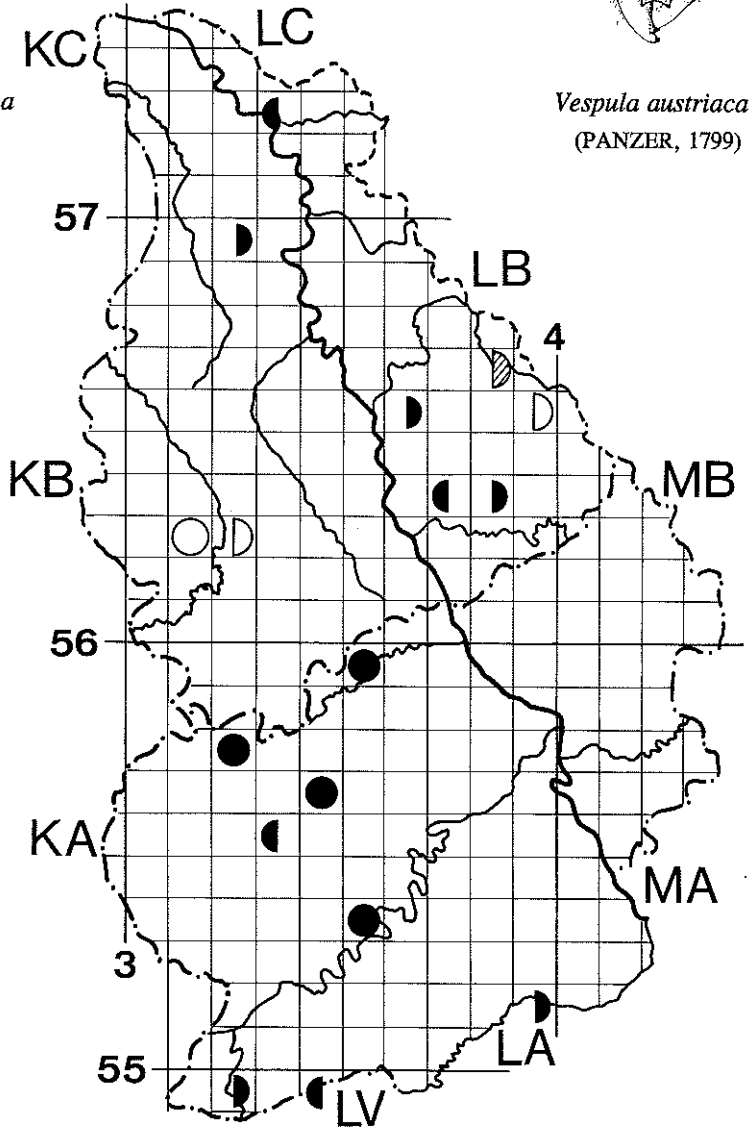 KC
LC
a
Vespula austriaca
(PANZER, 1799)
57
LB
4
KB
MB
56
KA
MA
3
LA
55
LV